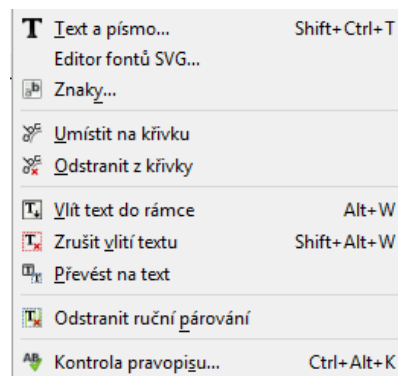 Text a písmo... Shift+Ctrl+T
Editor fontů SVG...
Znaky...
Umístit na křivku
Odstranit z křivky
Vlít text do rámce Alt+W
Zrušit vlití textu Shift+Alt+W
Převést na text
Odstranit ruční párování
Kontrola pravopisu... Ctrl+Alt+K